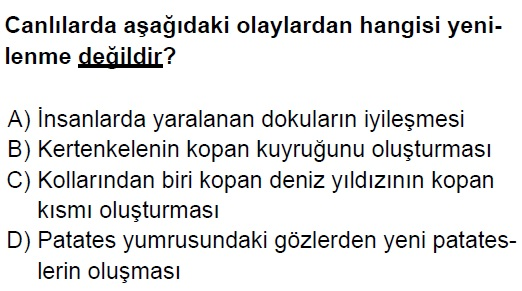 Canlılarda aşağıdaki olaylardan hangisi yeni-
lenme değildir?
A) İnsanlarda yaralanan dokuların iyileşmesi
B) Kertenkelenin kopan kuyruğunu oluşturması
C) Kollarından biri kopan deniz yıldızının kopan
kısmı oluşturması
D) Patates yumrusundaki gözlerden yeni patates-
lerin oluşması